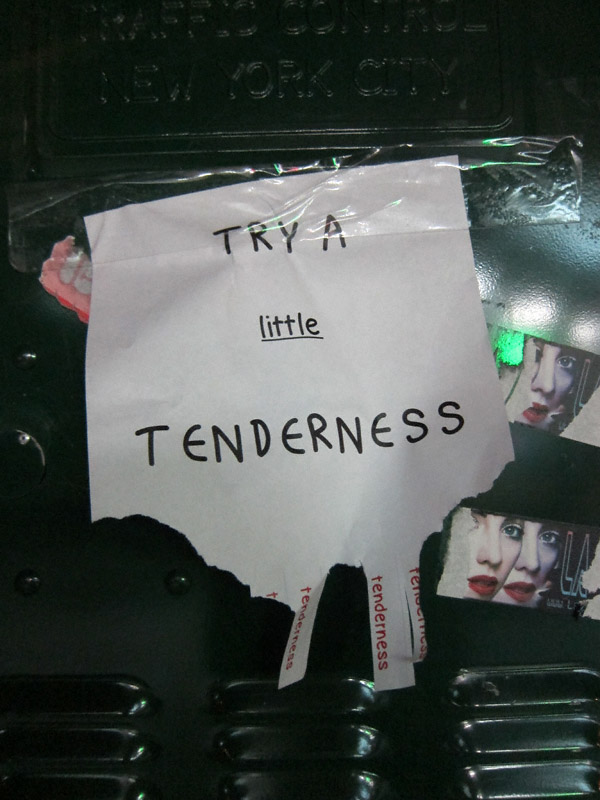 TRAFFIC CONTROL
NEW YORK CITY
TRY A
little
TENDERNESS
tenderness
tenderness
tenderness